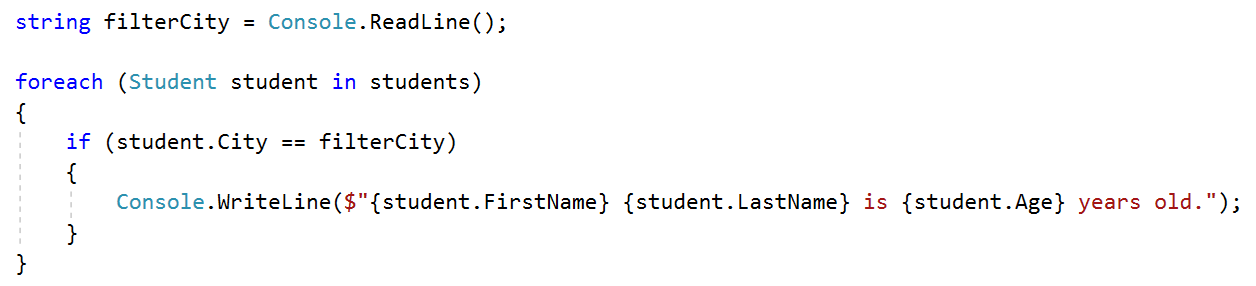 string filterCity = Console.ReadLine();
foreach (Student student in students)
{
if (student.City == filterCity)
{
Console.WriteLine($"{student.FirstName} {student.LastName} is {student.Age} years old.");
}
}